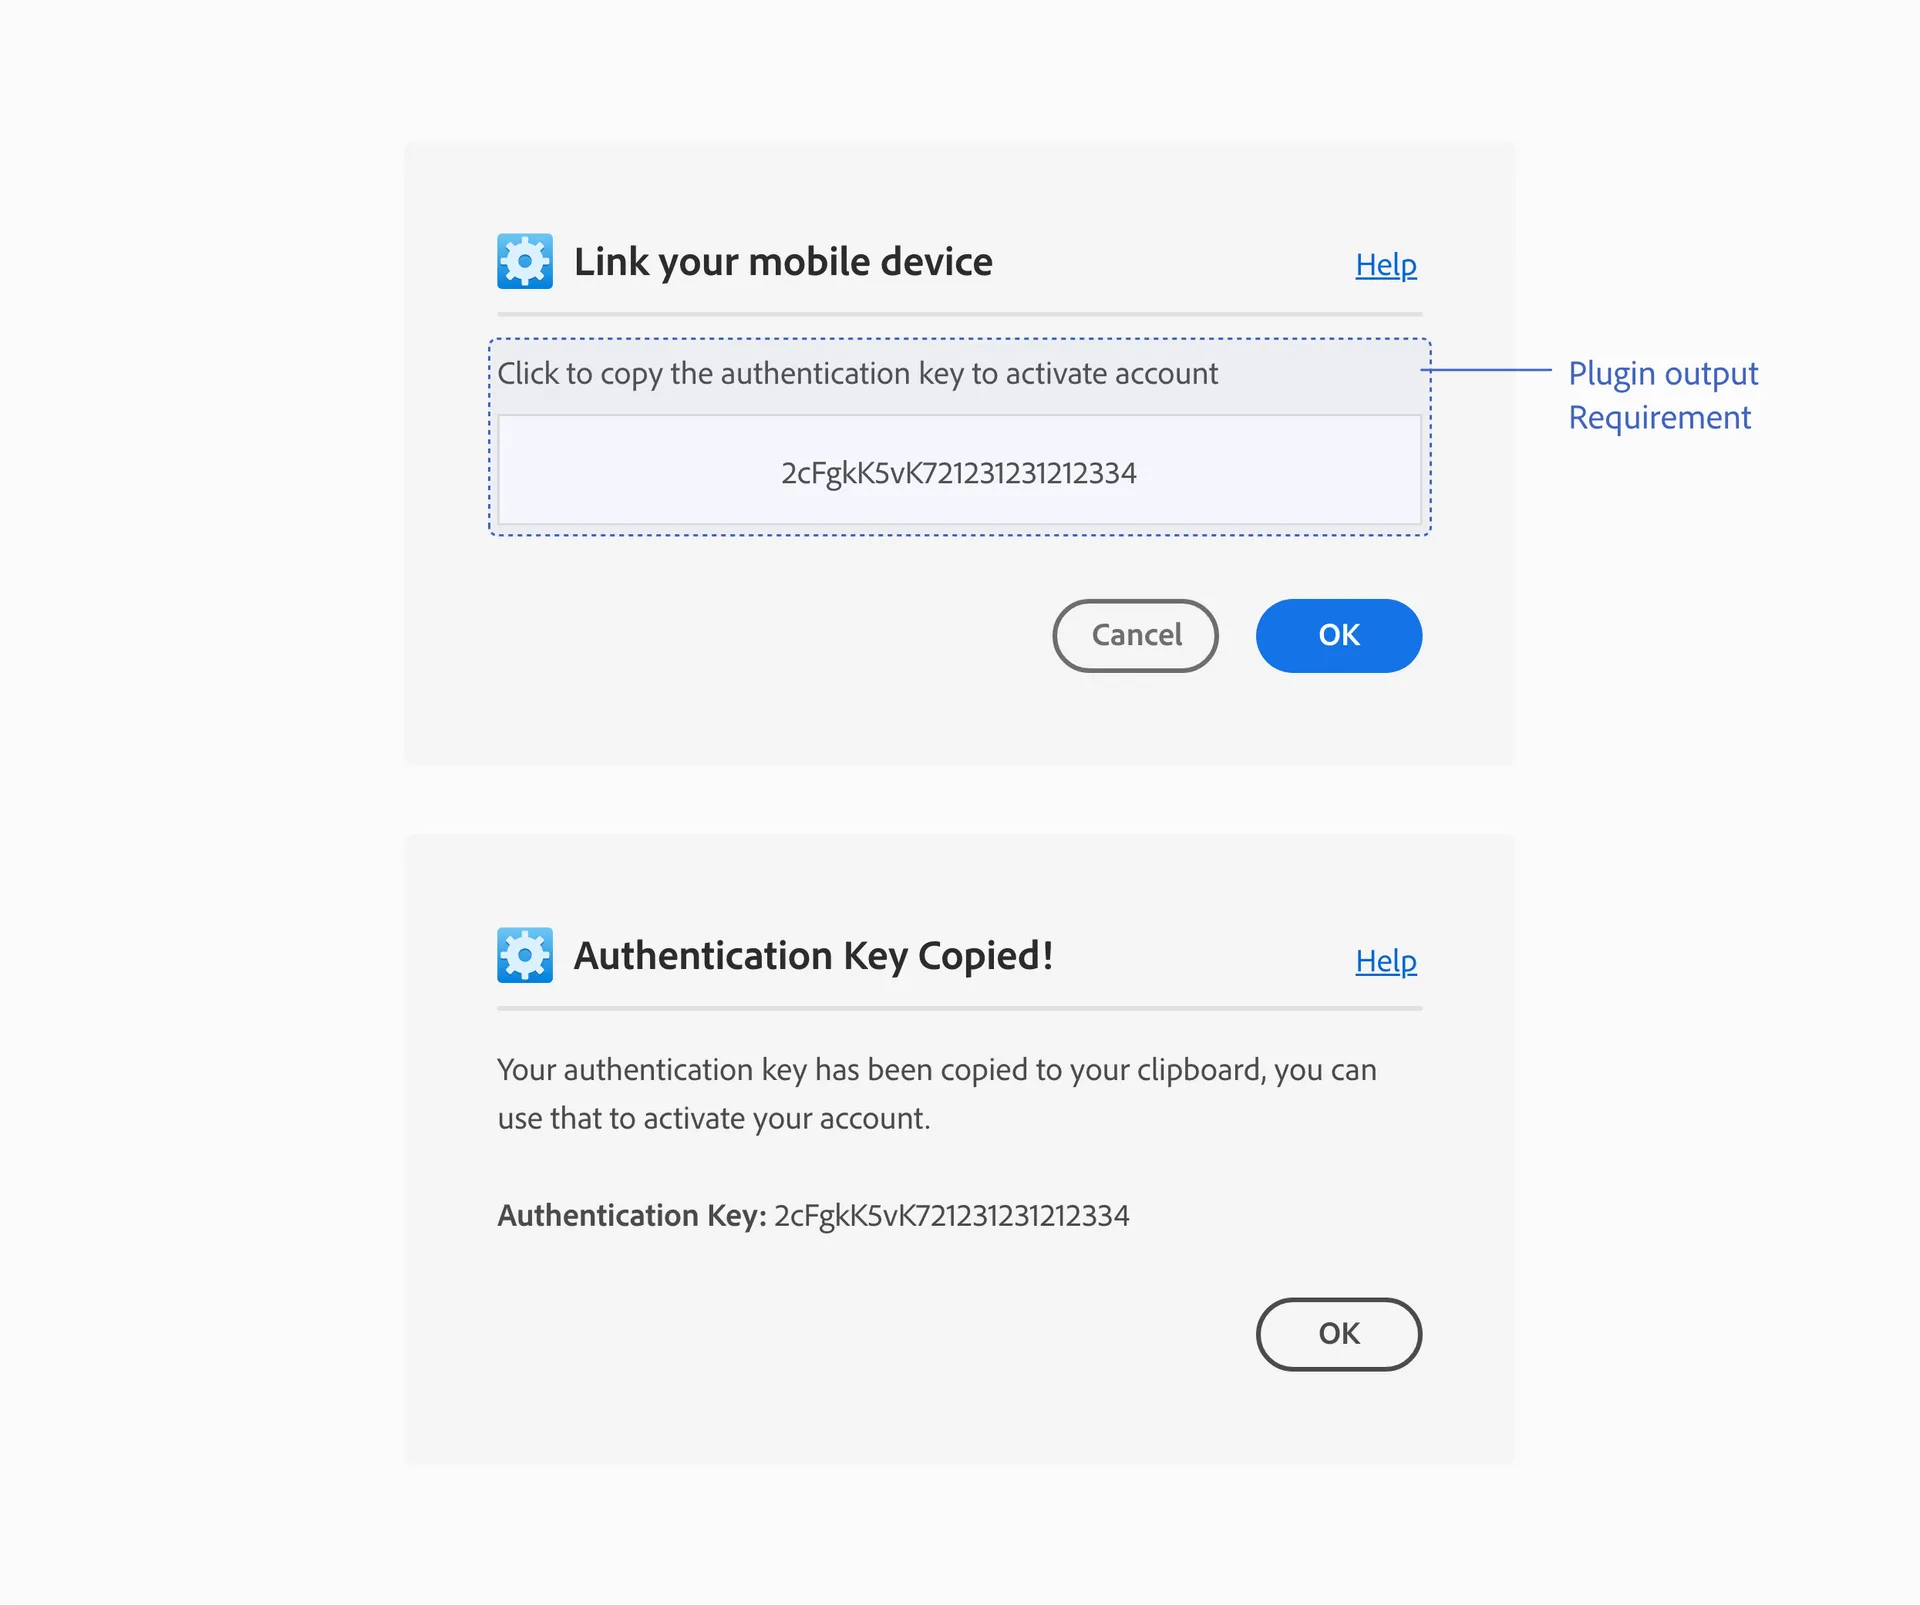 Link your mobile device
Help
Click to copy the authentication key to activate account
Plugin output
Requirement
2cFgkK5vK721231231212334
Cancel
OK
Authentication Key Copied!
Help
Your authentication key has been copied to your clipboard, you can
use that to activate your account.
Authentication Key: 2cFgkK5vK721231231212334
OK